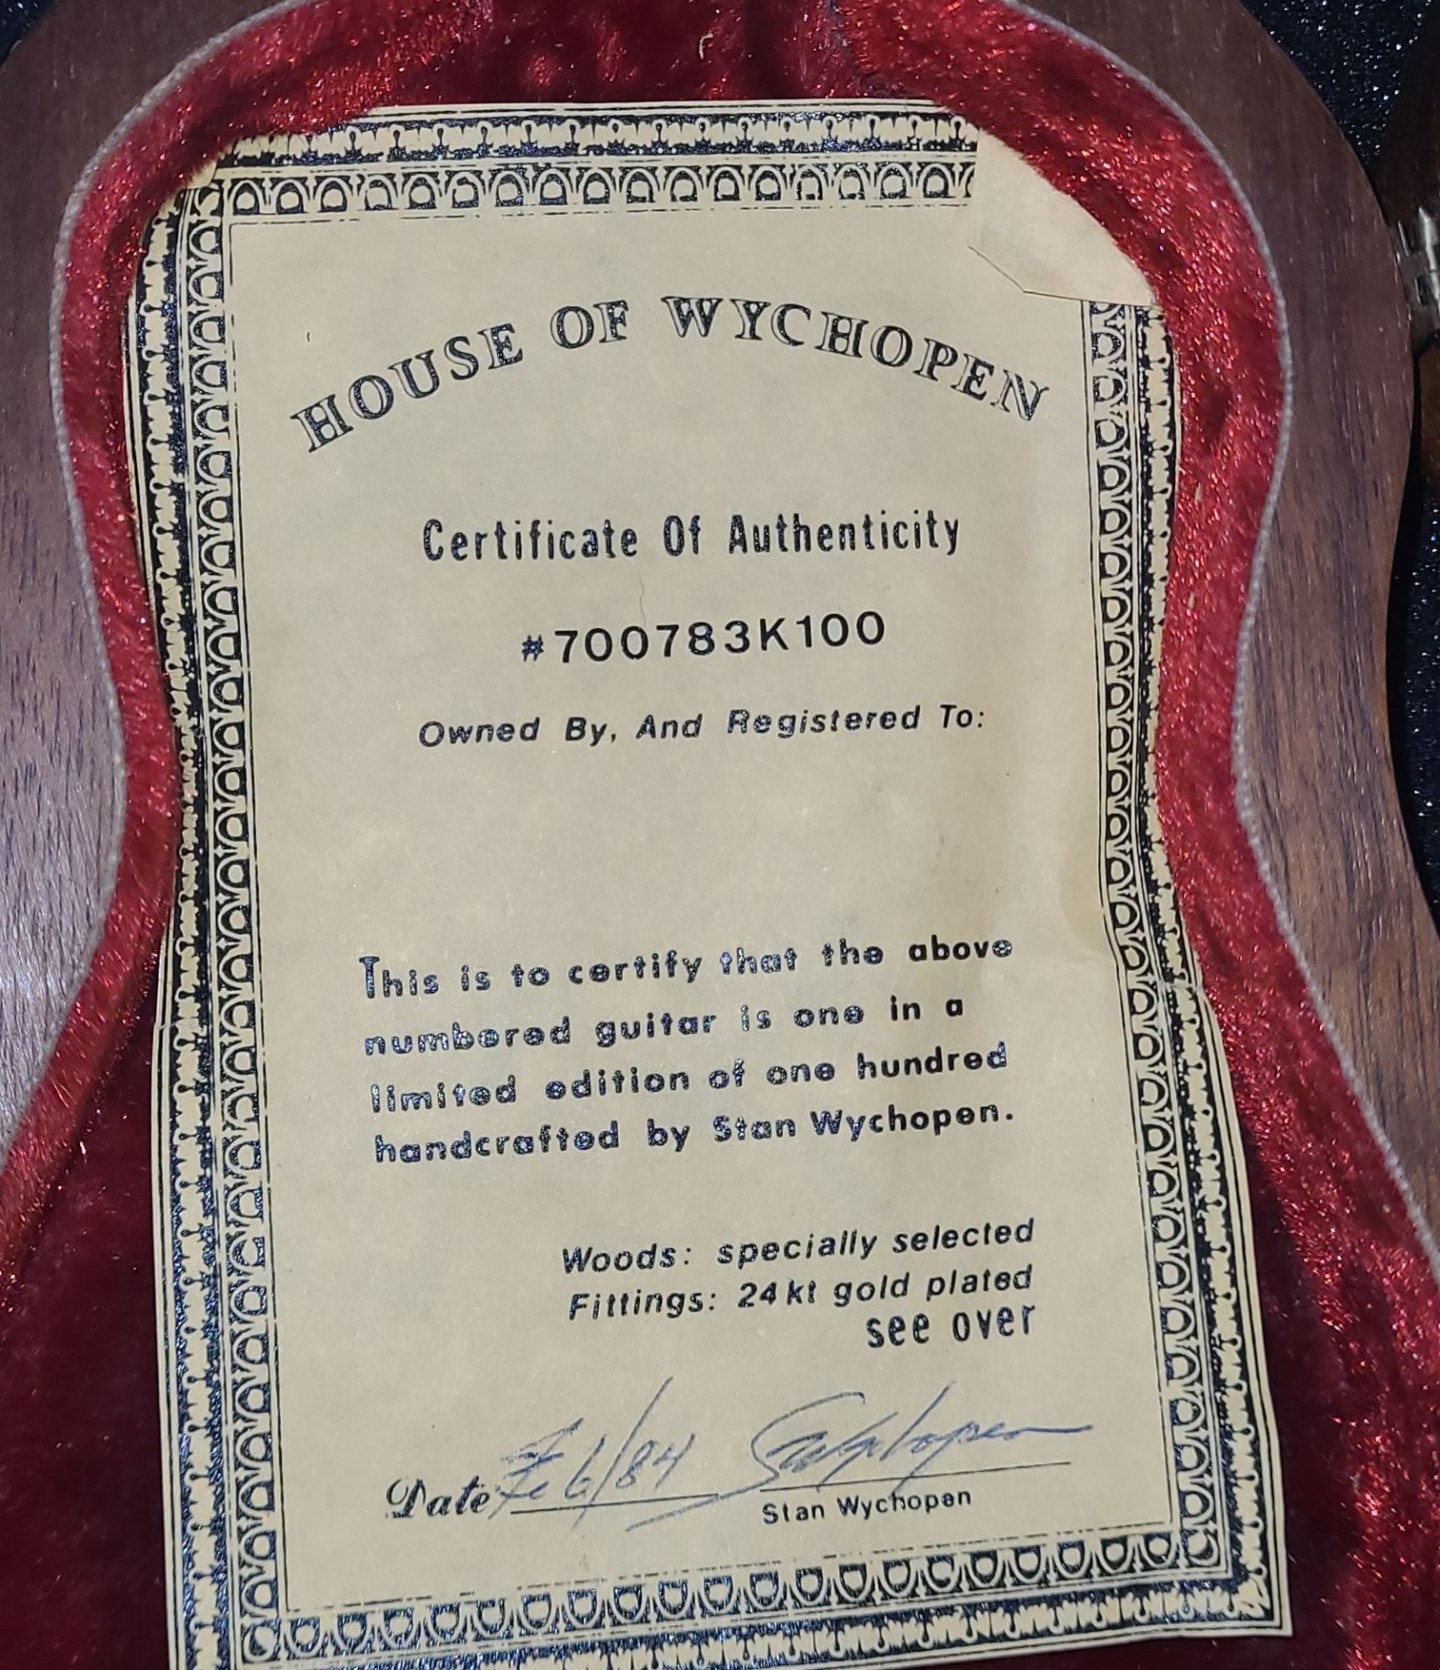 HOUSE OF WYCHOPEN
Certificate Of Authenticity
#700783K100
Owned By, And Registered To:
This is to certify that the above
numbered guitar is one in a
limited edition of one hundred
handcrafted by Stan Wychopen.
Woods: specially selected
Fittings: 24kt gold plated
see over
Date Feb/84
Stan Wychopen